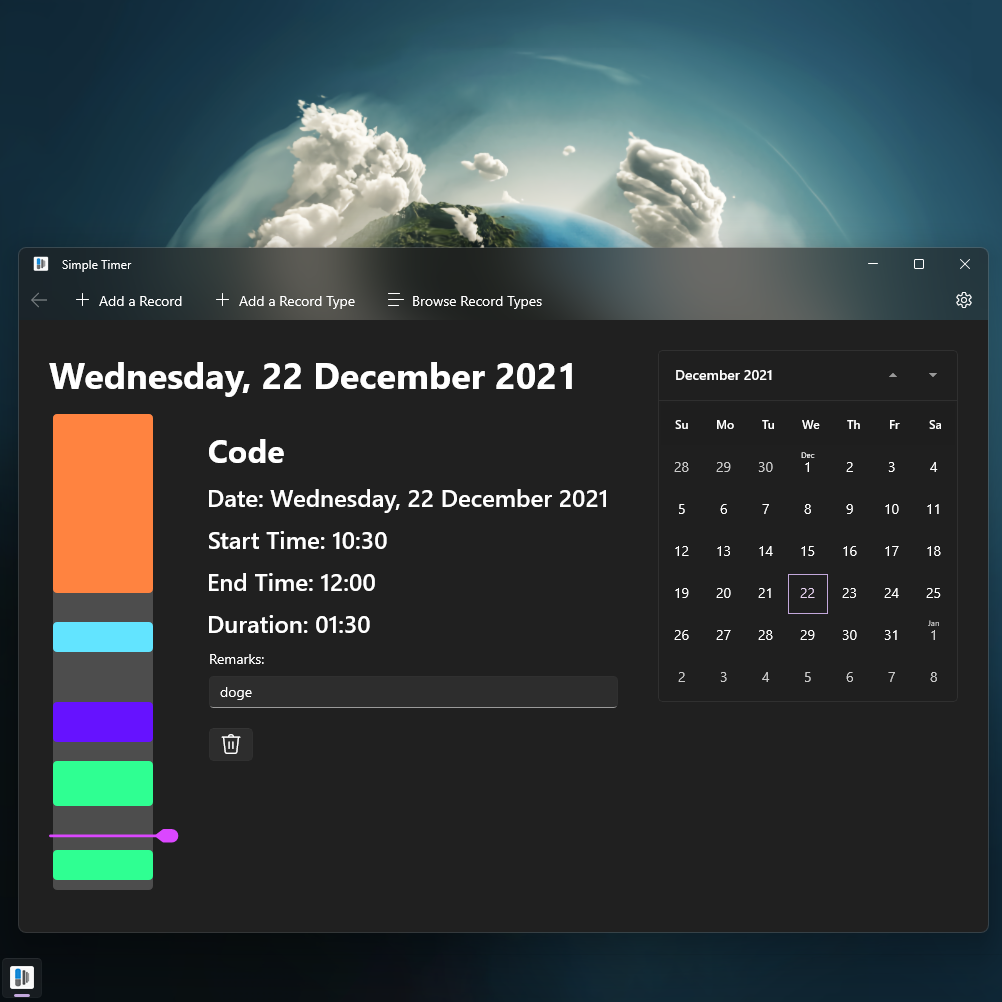 Simple Timer
Add a Record
Add a Record Type
Browse Record Types
Wednesday, 22 December 2021
Code
Date: Wednesday, 22 December 2021
Start Time: 10:30
End Time: 12:00
Duration: 01:30
Remarks:
doge
December 2021
Su Mo Tu We Th Fr Sa
Dec
28 29 30 1 2 3 4
5 6 7 8 9 10 11
12 13 14 15 16 17 18
19 20 21 22 23 24 25
Jan
26 27 28 29 30 31 1
2 3 4 5 6 7 8